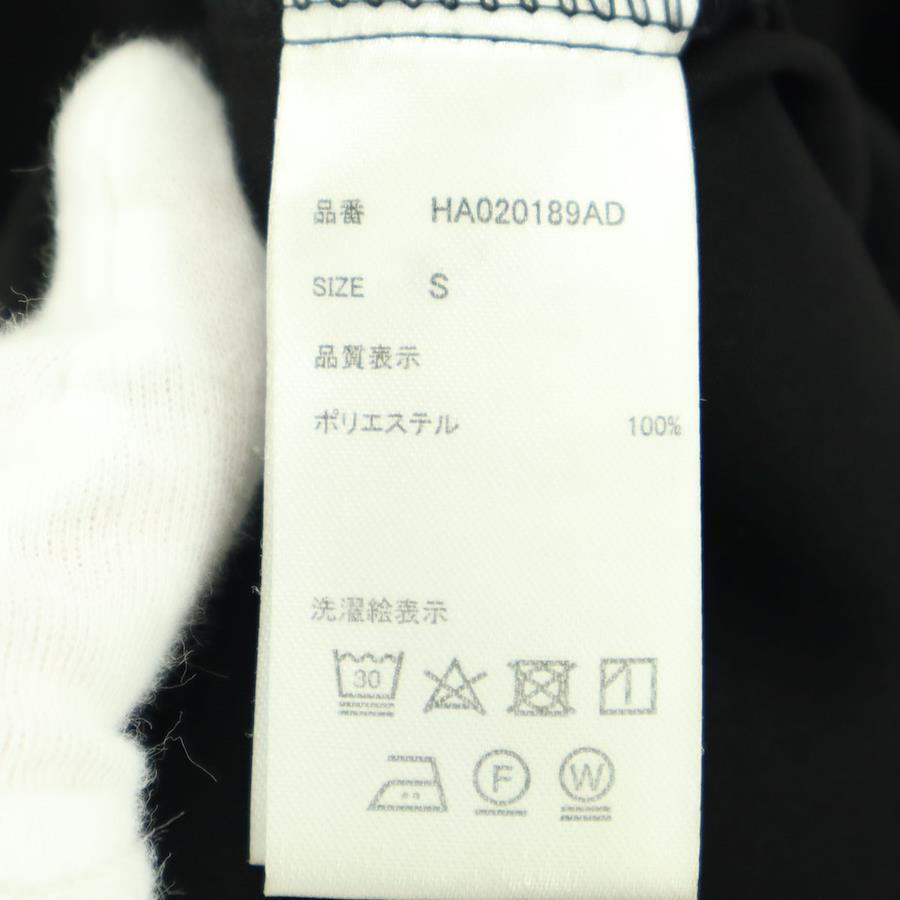 品番 HA020189AD
SIZE S
品質表示
ポリエステル 100%
洗濯絵表示
30
F W